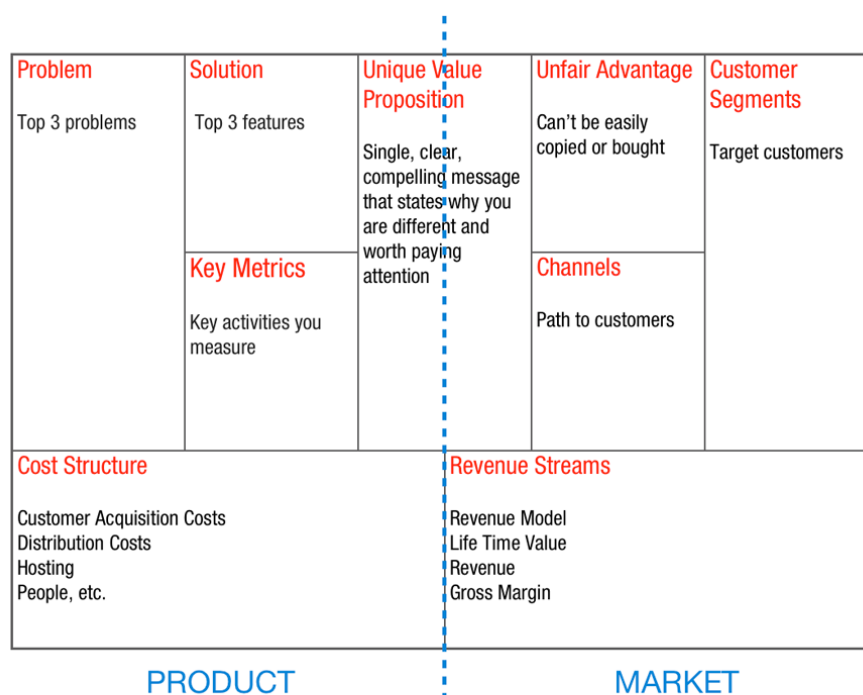 Problem
Top 3 problems
Solution
Top 3 features
Key Metrics
Key activities you
measure
Unique Value
Proposition
Single, clear,
compelling message
that states why you
are different and
worth paying
attention
Unfair Advantage
Can’t be easily
copied or bought
Channels
Path to customers
Customer
Segments
Target customers
Cost Structure
Customer Acquisition Costs
Distribution Costs
Hosting
People, etc.
Revenue Streams
Revenue Model
Life Time Value
Revenue
Gross Margin
PRODUCT
MARKET